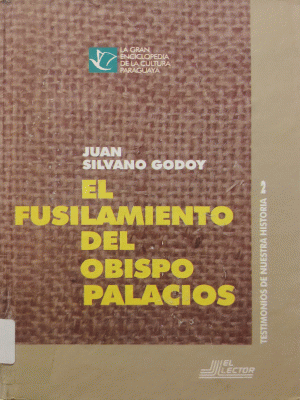 LA GRAN
ENCICLOPEDIA
DE LA CULTURA
PARAGUAYA
JUAN
SILVANO GODOY
EL
FUSILAMIENTO
DEL
OBISPO
PALACIOS
TESTIMONIOS DE NUESTRA HISTORIA 2
EL
LECTOR